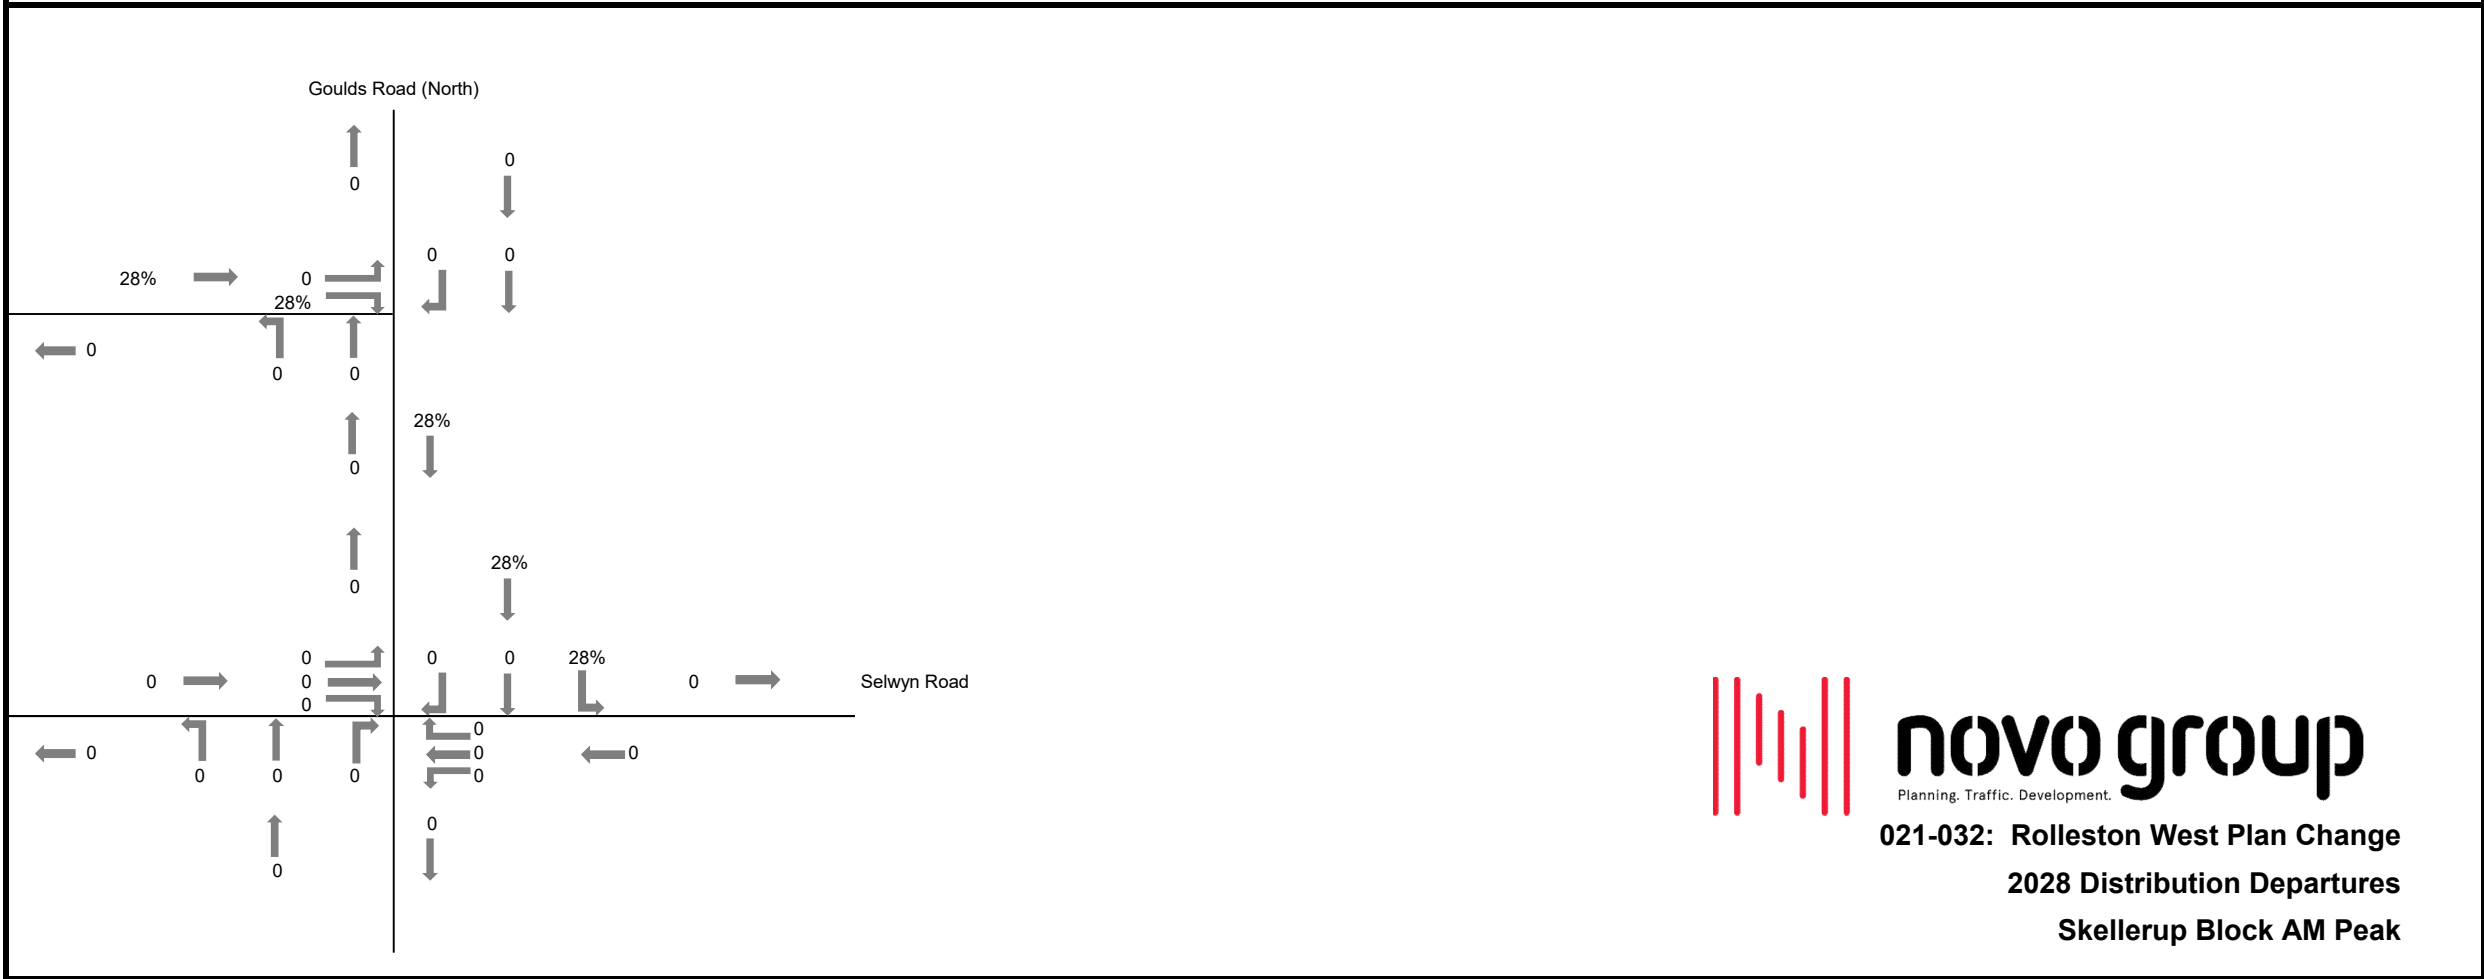 Goulds Road (North)
0
0
0 0
28% 0
28%
0
0 0
28%
0
28%
0
0 0 0 28%
0 0 0 Selwyn Road
0
0
0 0 0
0 0 0 0
0
0
novo group
Planning. Traffic. Development.
021-032: Rolleston West Plan Change
2028 Distribution Departures
Skellerup Block AM Peak